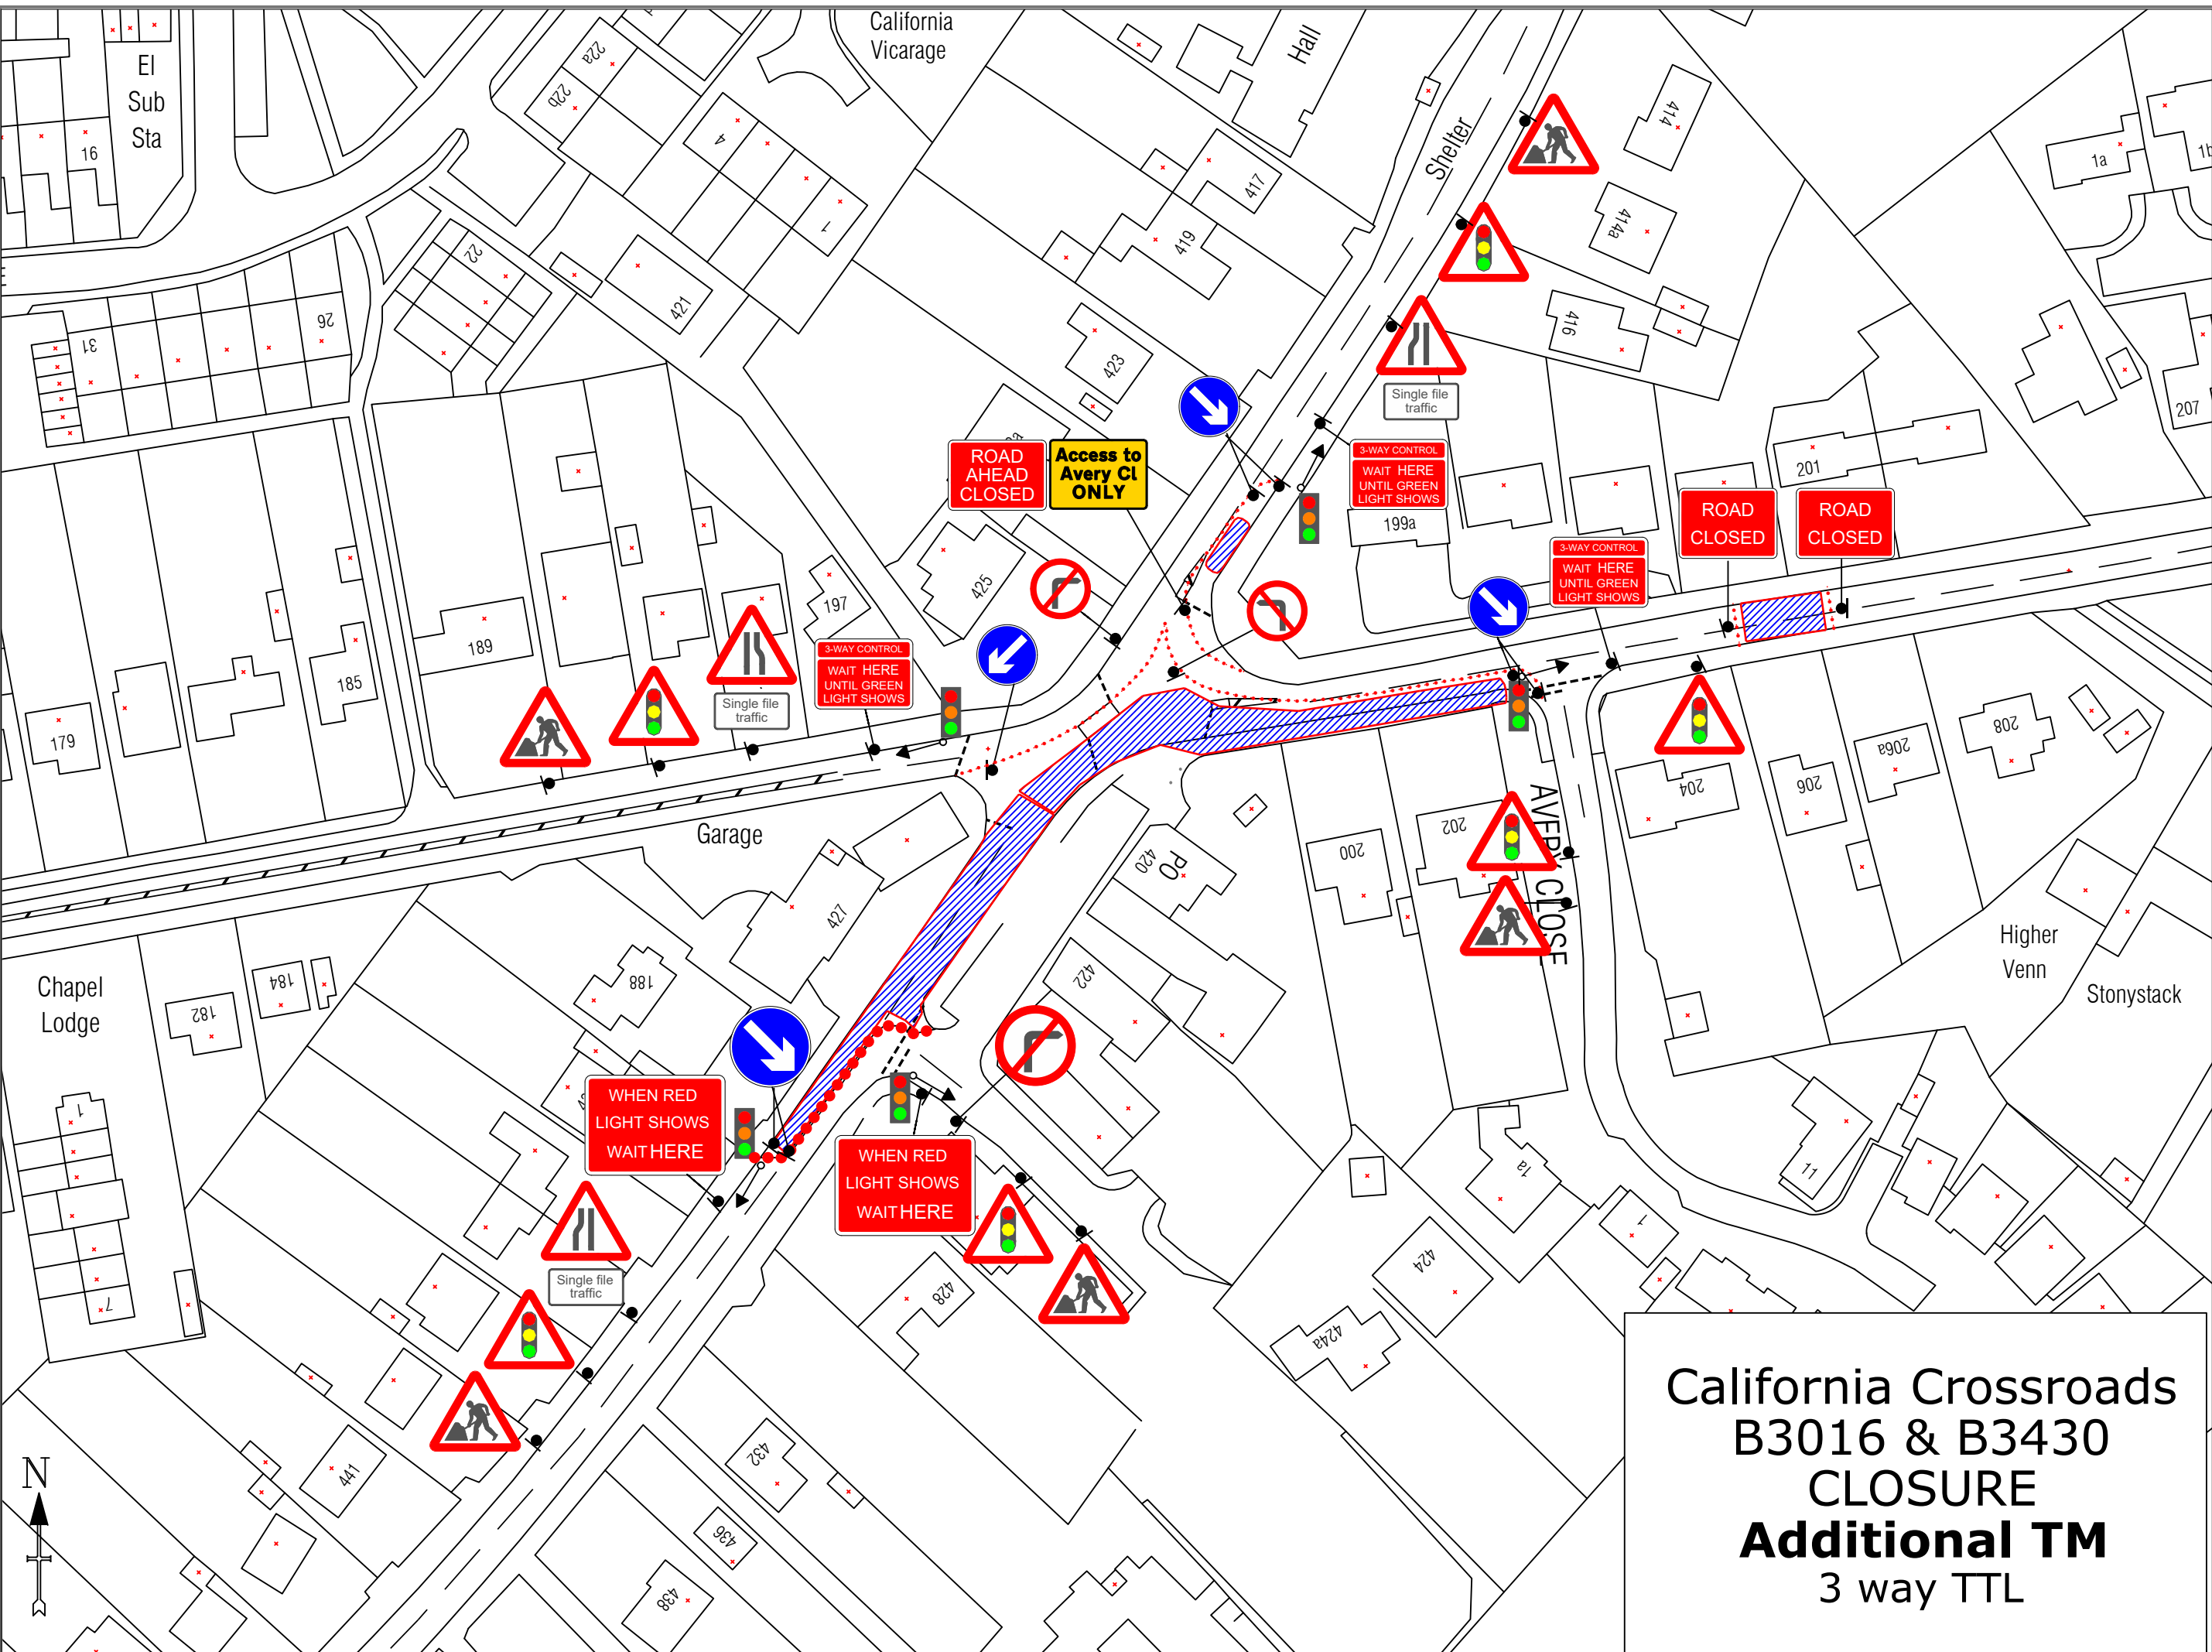 California
Vicarage
El
Sub
Sta
16
22a
22b
4
1
Hall
Shelter
414
414a
416
417
419
421
423
22
26
31
1a
207
201
199a
ROAD
AHEAD
CLOSED
Access to
Avery Cl
ONLY
Single file
traffic
3-WAY CONTROL
WAIT HERE
UNTIL GREEN
LIGHT SHOWS
ROAD
CLOSED
ROAD
CLOSED
3-WAY CONTROL
WAIT HERE
UNTIL GREEN
LIGHT SHOWS
425
197
189
185
179
3-WAY CONTROL
WAIT HERE
UNTIL GREEN
LIGHT SHOWS
Single file
traffic
Garage
427
PO
420
200
202
204
206
206a
208
AVERY CLOSE
Higher
Venn
Stonystack
Chapel
Lodge
182
184
188
422
WHEN RED
LIGHT SHOWS
WAIT HERE
WHEN RED
LIGHT SHOWS
WAIT HERE
Single file
traffic
1
7
428
424
424a
1a
1
11
441
432
436
438
N
California Crossroads
B3016 & B3430
CLOSURE
Additional TM
3 way TTL